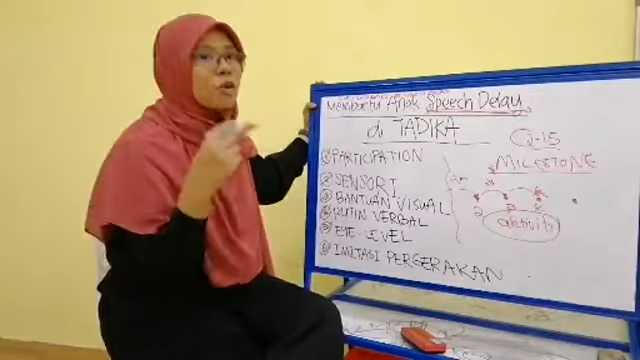 Membantu Anak Speech Delay
di TADIKA
Q-15
MILESTONE
① PARTICIPATION
② SENSORI
③ BANTUAN VISUAL
④ RUTIN VERBAL
⑤ EYE-LEVEL
⑥ IMITASI PERGERAKAN